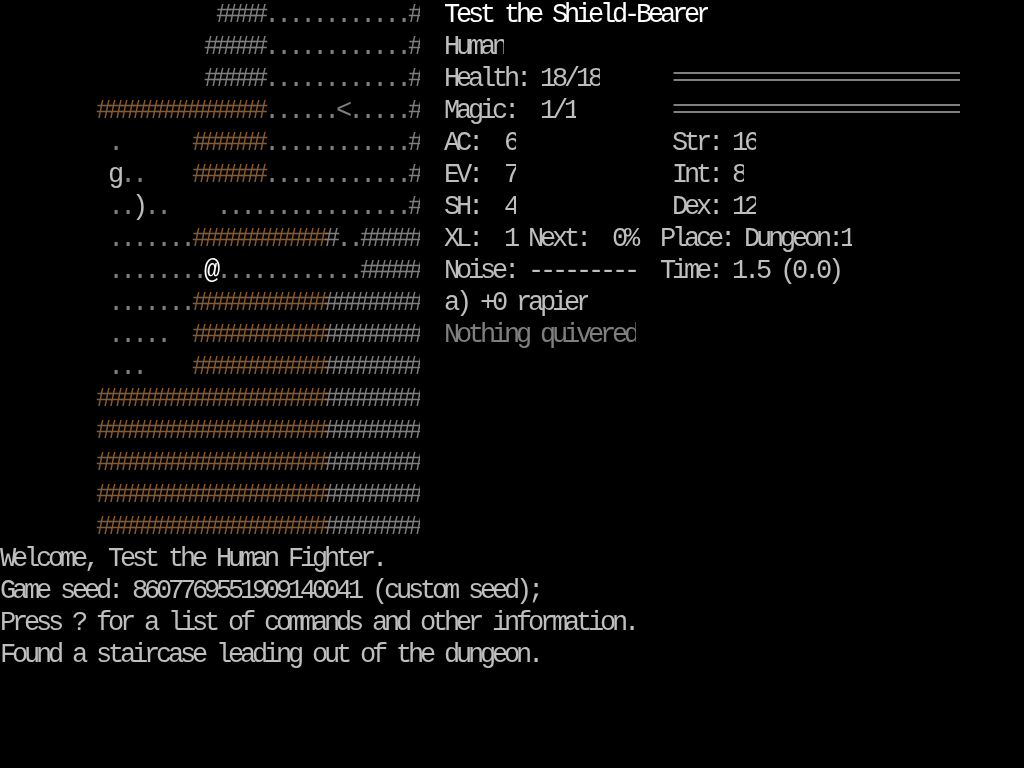 ####............# Test the Shield-Bearer
#####............# Human
#####............# Health: 18/18 ========================
##############......<.....# Magic: 1/1 ========================
. ######............# AC: 6 Str: 16
g.. ######............# EV: 7 Int: 8
..).. ................# SH: 4 Dex: 12
.......############..##### XL: 1 Next: 0% Place: Dungeon:1
........@............##### Noise: --------- Time: 1.5 (0.0)
.......################### a) +0 rapier
..... ################### Nothing quivered
... ###################
###########################
###########################
###########################
###########################
###########################
Welcome, Test the Human Fighter.
Game seed: 8607769551909140041 (custom seed);
Press ? for a list of commands and other information.
Found a staircase leading out of the dungeon.